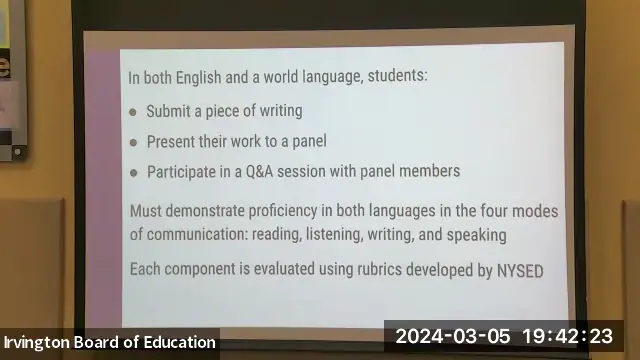 In both English and a world language, students:
● Submit a piece of writing
● Present their work to a panel
● Participate in a Q&A session with panel members
Must demonstrate proficiency in both languages in the four modes
of communication: reading, listening, writing, and speaking
Each component is evaluated using rubrics developed by NYSED
Irvington Board of Education
2024-03-05 19:42:23